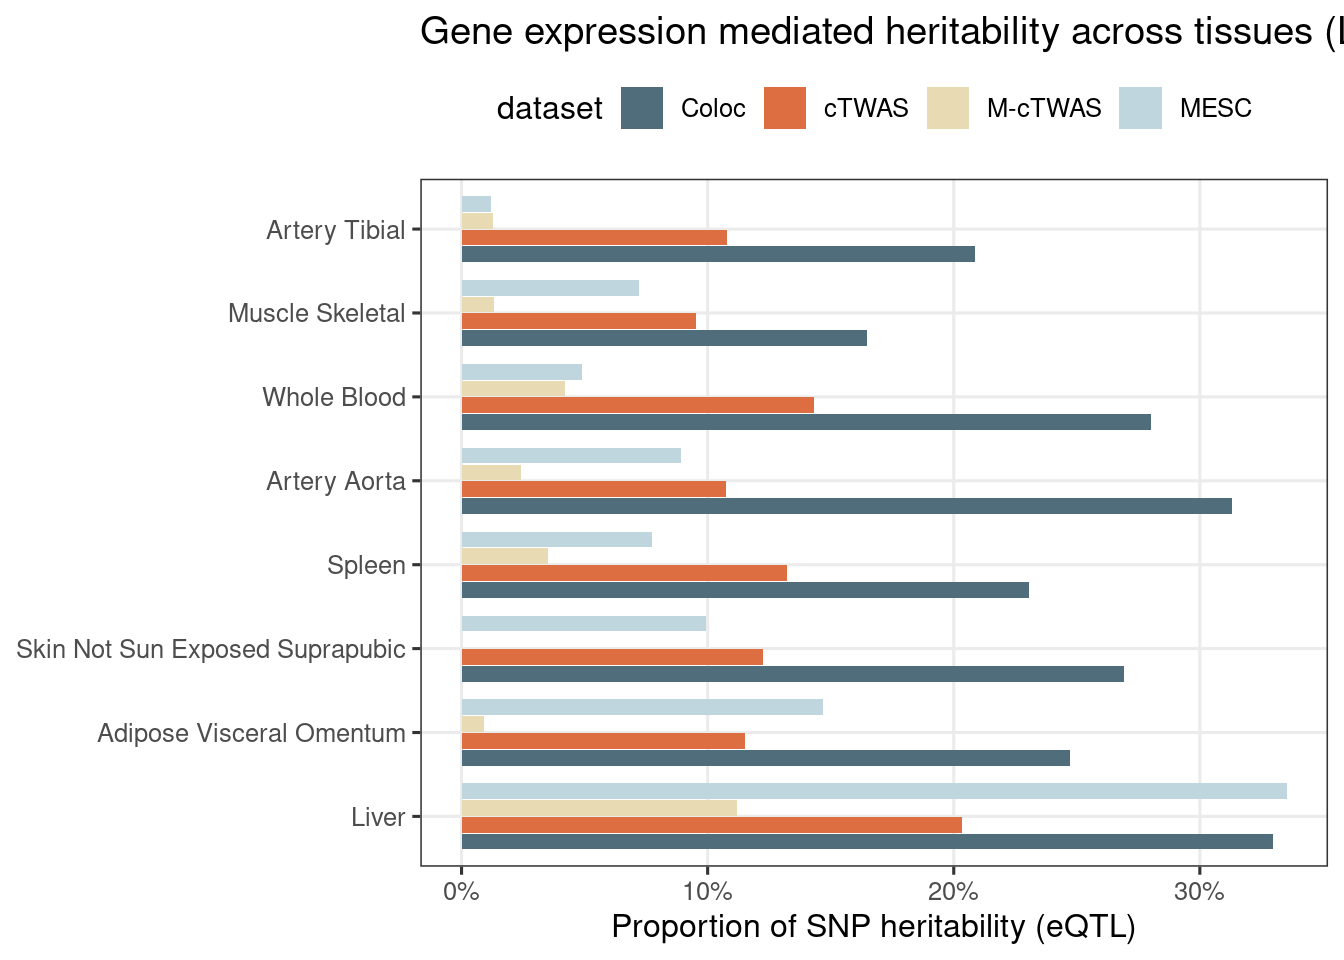 Gene expression mediated heritability across tissues (
dataset Coloc cTWAS M-cTWAS MESC
Artery Tibial
Muscle Skeletal
Whole Blood
Artery Aorta
Spleen
Skin Not Sun Exposed Suprapubic
Adipose Visceral Omentum
Liver
0% 10% 20% 30%
Proportion of SNP heritability (eQTL)